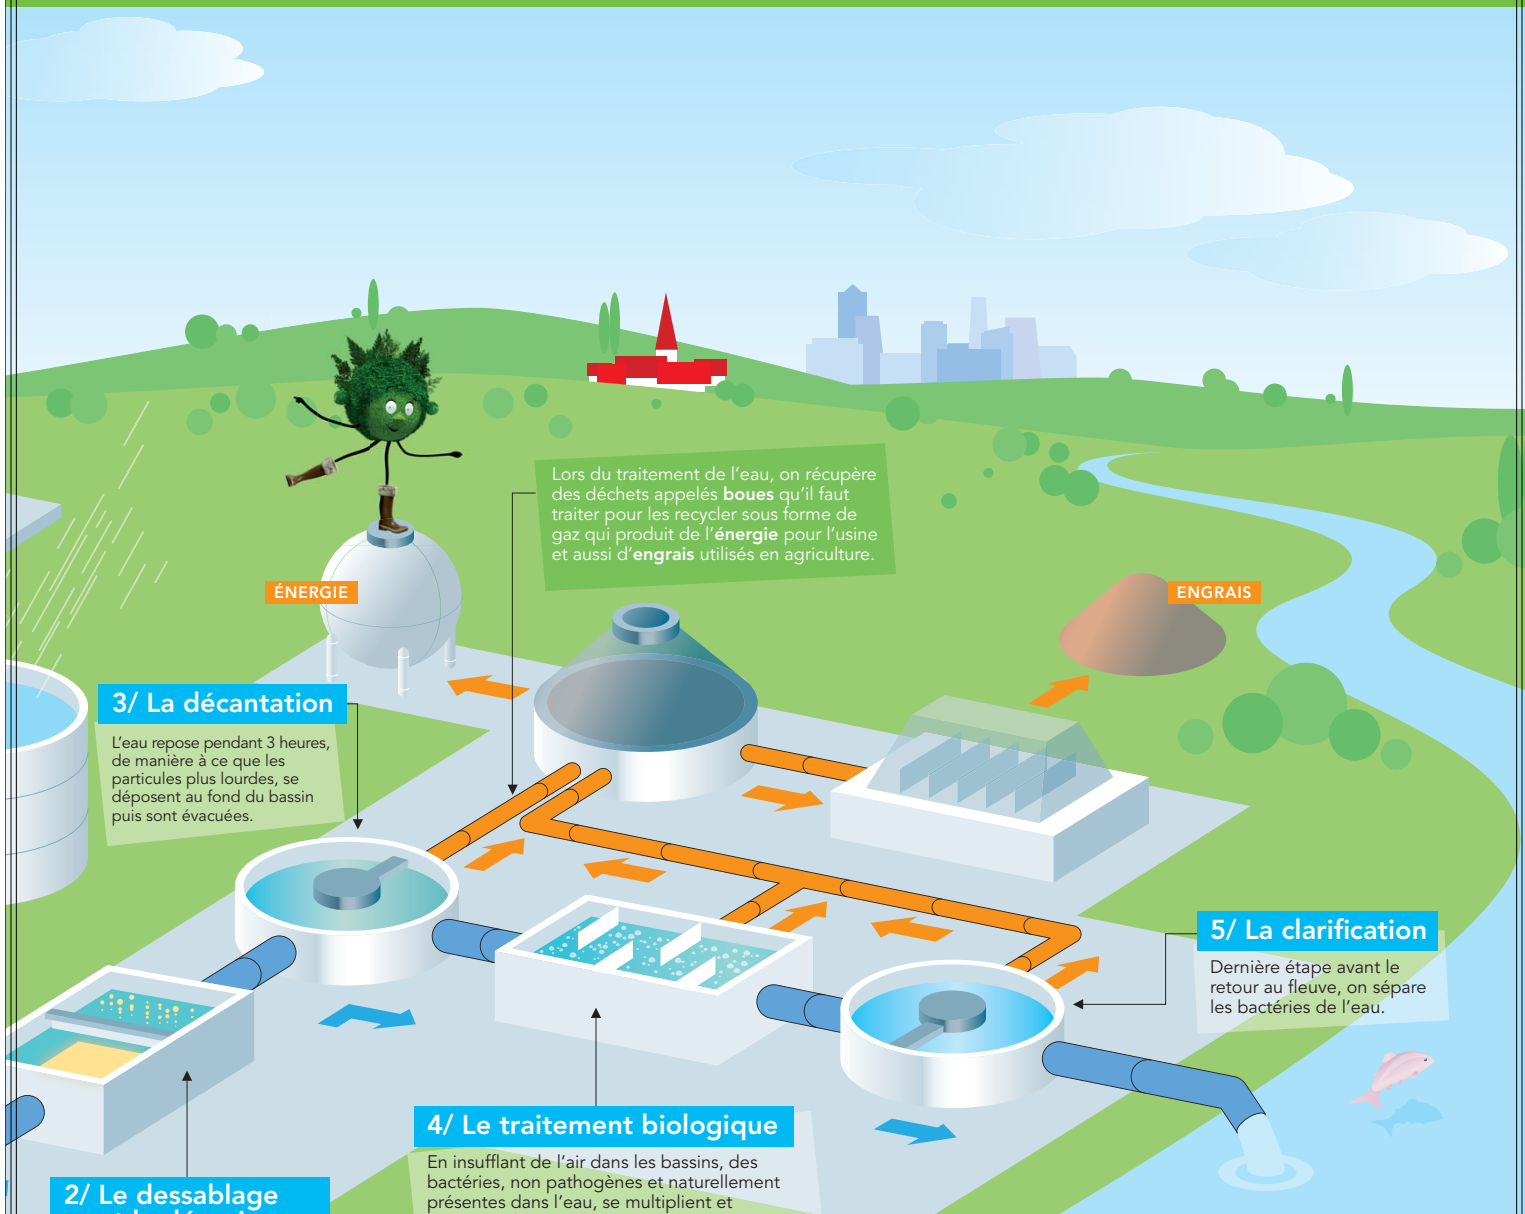 Lors du traitement de l'eau, on récupère
des déchets appelés boues qu'il faut
traiter pour les recycler sous forme de
gaz qui produit de l'énergie pour l'usine
et aussi d'engrais utilisés en agriculture.
ÉNERGIE
ENGRAIS
3/ La décantation
L'eau repose pendant 3 heures,
de manière à ce que les
particules plus lourdes, se
déposent au fond du bassin
puis sont évacuées.
5/ La clarification
Dernière étape avant le
retour au fleuve, on sépare
les bactéries de l'eau.
4/ Le traitement biologique
En insufflant de l'air dans les bassins, des
bactéries, non pathogènes et naturellement
présentes dans l'eau, se multiplient et
2/ Le dessablage